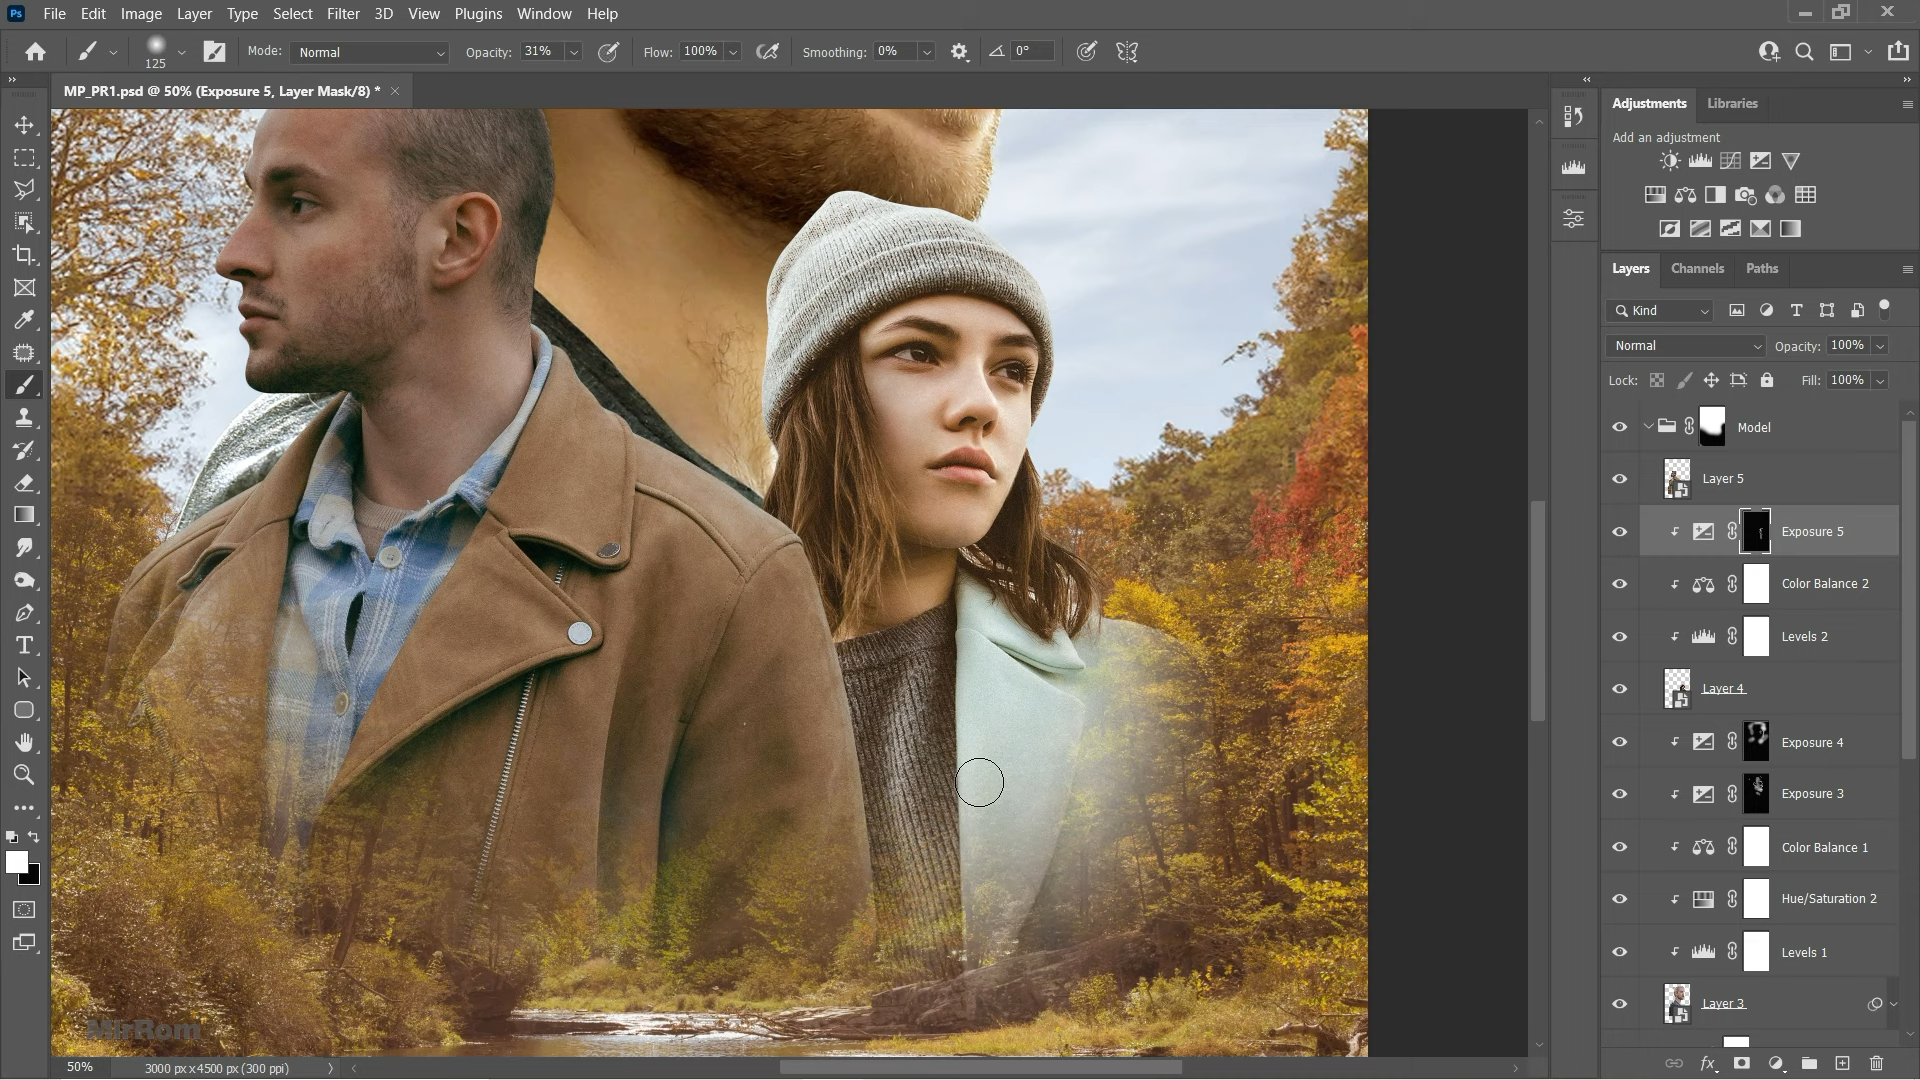 Ps File Edit Image Layer Type Select Filter 3D View Plugins Window Help
125 Mode: Normal Opacity: 31% Flow: 100% Smoothing: 0% 0°
MP_PR1.psd @ 50% (Exposure 5, Layer Mask/8) *
Adjustments Libraries
Add an adjustment
Layers Channels Paths
Kind
Normal Opacity: 100%
Lock: Fill: 100%
Model
Layer 5
Exposure 5
Color Balance 2
Levels 2
Layer 4
Exposure 4
Exposure 3
Color Balance 1
Hue/Saturation 2
Levels 1
Layer 3
MirRom
50% 3000 px x 4500 px (300 ppi)